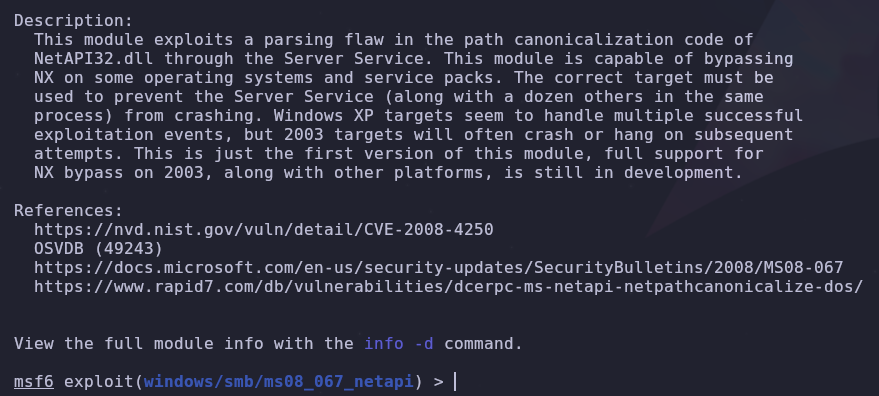 Description:
This module exploits a parsing flaw in the path canonicalization code of
NetAPI32.dll through the Server Service. This module is capable of bypassing
NX on some operating systems and service packs. The correct target must be
used to prevent the Server Service (along with a dozen others in the same
process) from crashing. Windows XP targets seem to handle multiple successful
exploitation events, but 2003 targets will often crash or hang on subsequent
attempts. This is just the first version of this module, full support for
NX bypass on 2003, along with other platforms, is still in development.
References:
https://nvd.nist.gov/vuln/detail/CVE-2008-4250
OSVDB (49243)
https://docs.microsoft.com/en-us/security-updates/SecurityBulletins/2008/MS08-067
https://www.rapid7.com/db/vulnerabilities/dcerpc-ms-netapi-netpathcanonicalize-dos/
View the full module info with the info -d command.
msf6 exploit(windows/smb/ms08_067_netapi) >